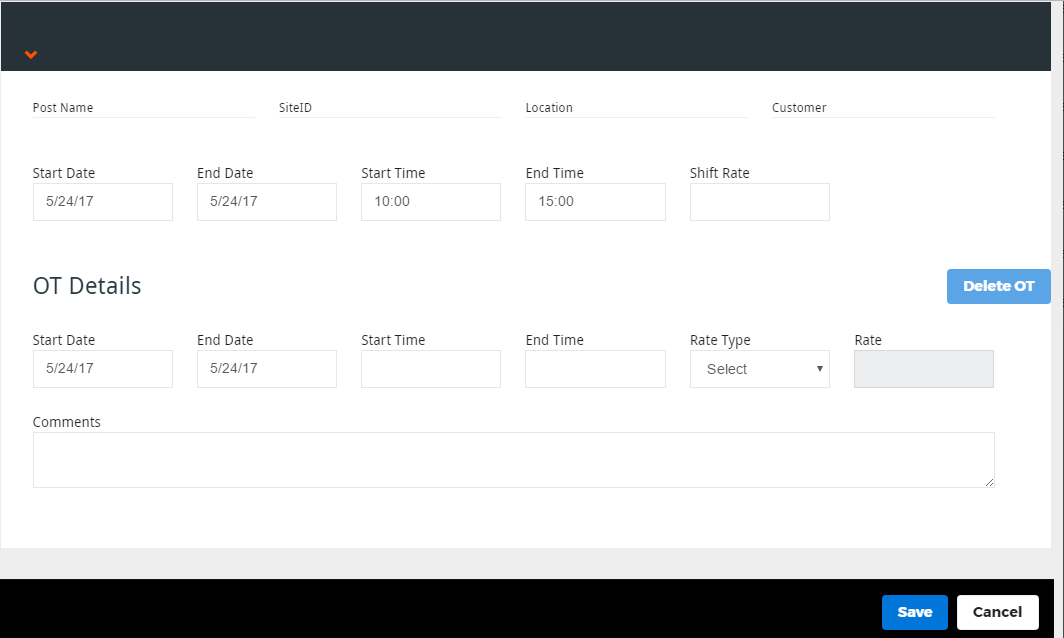 Post Name SiteID Location Customer
Start Date End Date Start Time End Time Shift Rate
5/24/17 5/24/17 10:00 15:00
OT Details Delete OT
Start Date End Date Start Time End Time Rate Type Rate
5/24/17 5/24/17 Select
Comments
Save Cancel